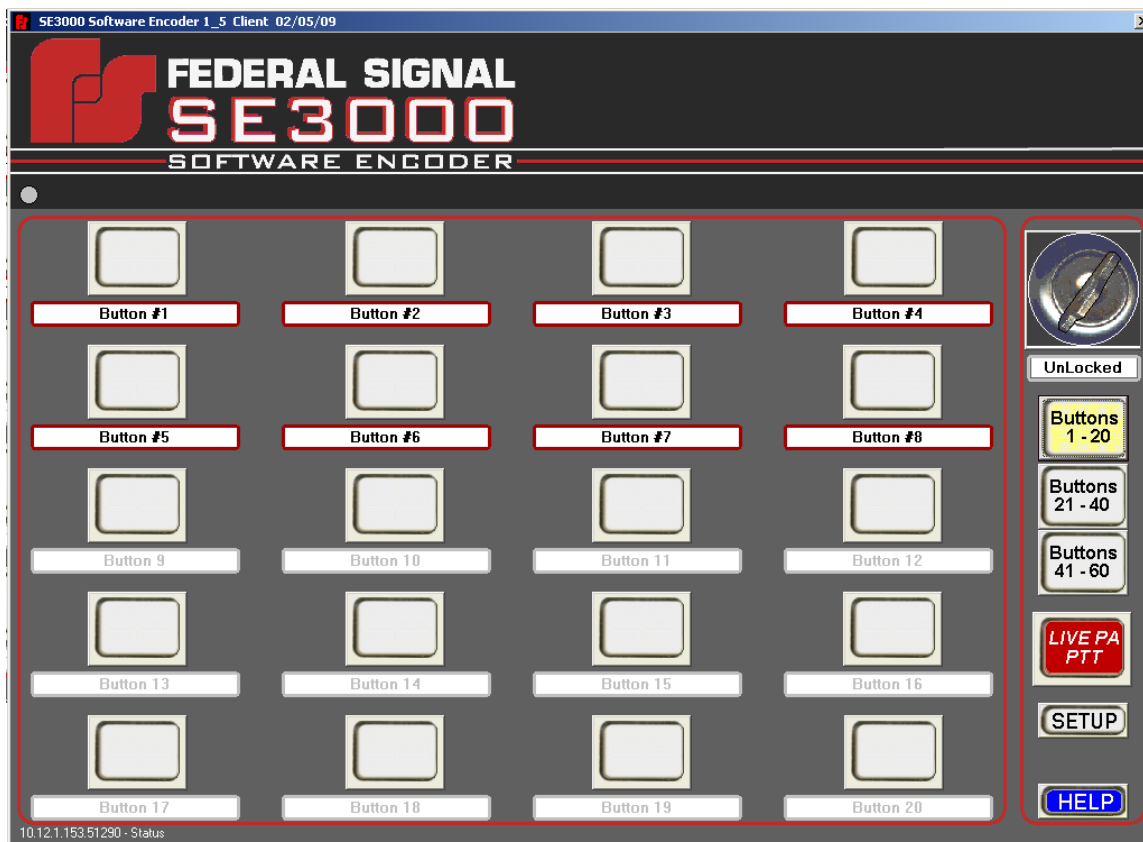 SE3000 Software Encoder 1_5 Client 02/05/09
FEDERAL SIGNAL
SE3000
SOFTWARE ENCODER
Button #1 Button #2 Button #3 Button #4
UnLocked
Button #5 Button #6 Button #7 Button #8
Buttons
1 - 20
Buttons
21 - 40
Button 9 Button 10 Button 11 Button 12
Buttons
41 - 60
LIVE PA
PTT
Button 13 Button 14 Button 15 Button 16
SETUP
Button 17 Button 18 Button 19 Button 20
HELP
10.12.1.153.51290 - Status